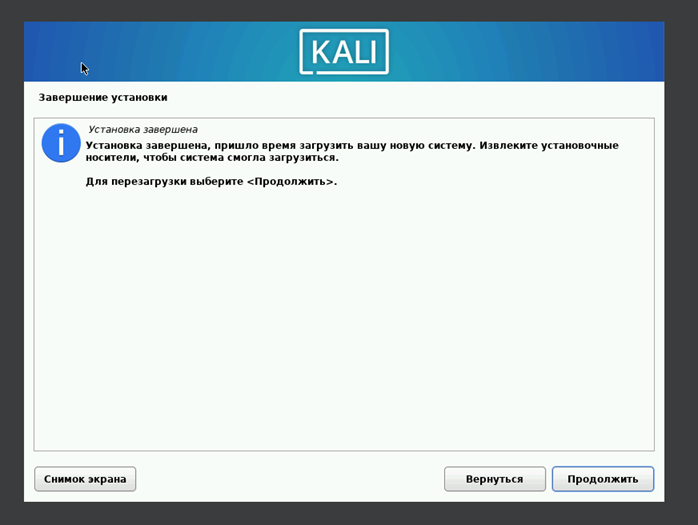 KALI
Завершение установки
Установка завершена
Установка завершена, пришло время загрузить вашу новую систему. Извлеките установочные
носители, чтобы система смогла загрузиться.
Для перезагрузки выберите <Продолжить>.
Снимок экрана
Вернуться
Продолжить